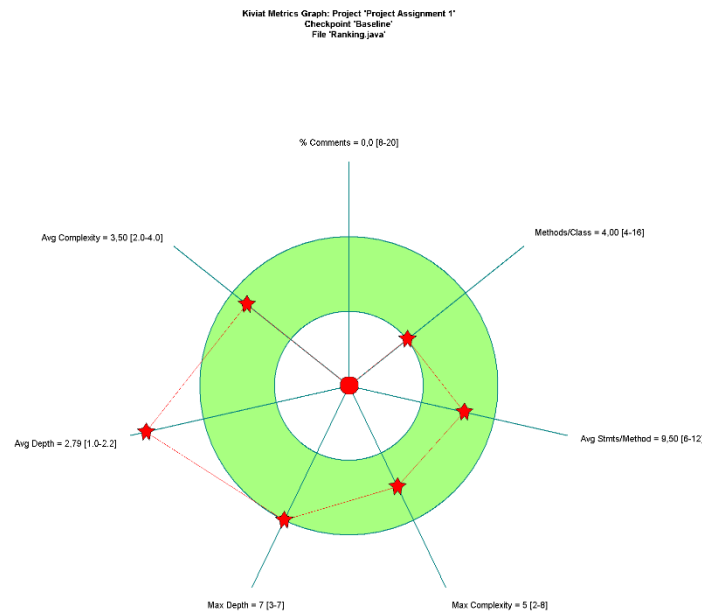 Kiviat Metrics Graph: Project 'Project Assignment 1'
Checkpoint 'Baseline'
File 'Ranking.java'
% Comments = 0,0 [8-20]
Avg Complexity = 3,50 [2.0-4.0]
Methods/Class = 4,00 [4-16]
Avg Depth = 2,79 [1.0-2.2]
Avg Stmts/Method = 9,50 [6-12]
Max Depth = 7 [3-7]
Max Complexity = 5 [2-8]